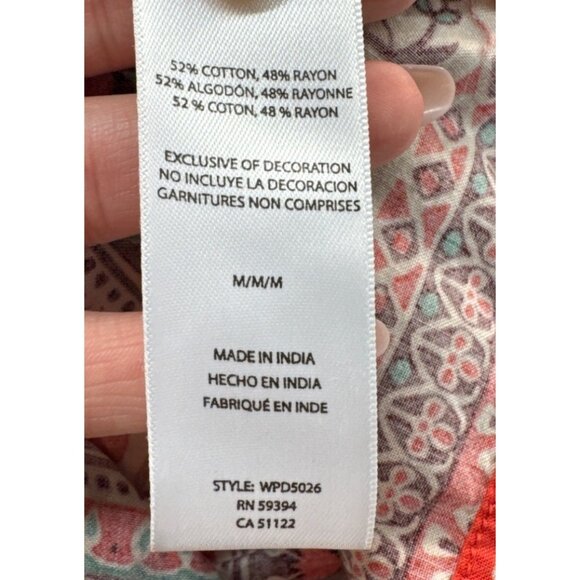 52% COTTON, 48% RAYON
52% ALGODÓN, 48% RAYONNE
52 % COTON, 48 % RAYON
EXCLUSIVE OF DECORATION
NO INCLUYE LA DECORACION
GARNITURES NON COMPRISES
M/M/M
MADE IN INDIA
HECHO EN INDIA
FABRIQUÉ EN INDE
STYLE: WPD5026
RN 59394
CA 51122